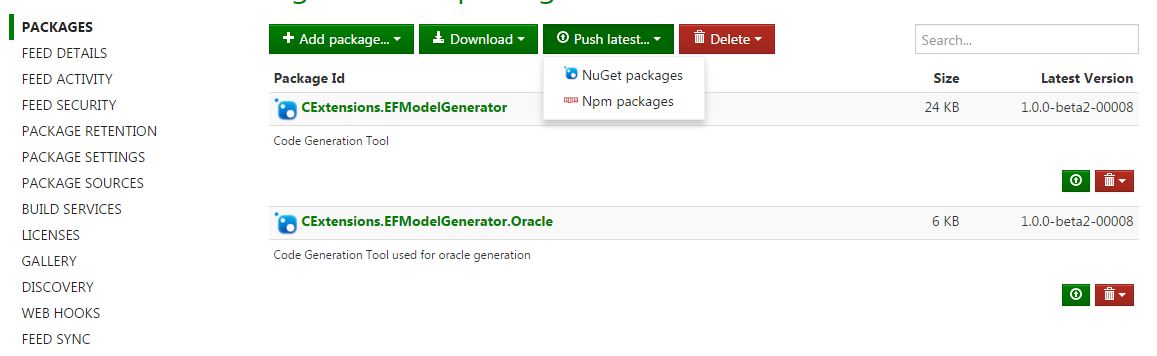 PACKAGES
FEED DETAILS
FEED ACTIVITY
FEED SECURITY
PACKAGE RETENTION
PACKAGE SETTINGS
PACKAGE SOURCES
BUILD SERVICES
LICENSES
GALLERY
DISCOVERY
WEB HOOKS
FEED SYNC
Add package... Download Push latest... Delete Search...
NuGet packages
Npm packages
Package Id Size Latest Version
CExtensions.EFModelGenerator 24 KB 1.0.0-beta2-00008
Code Generation Tool
CExtensions.EFModelGenerator.Oracle 6 KB 1.0.0-beta2-00008
Code Generation Tool used for oracle generation